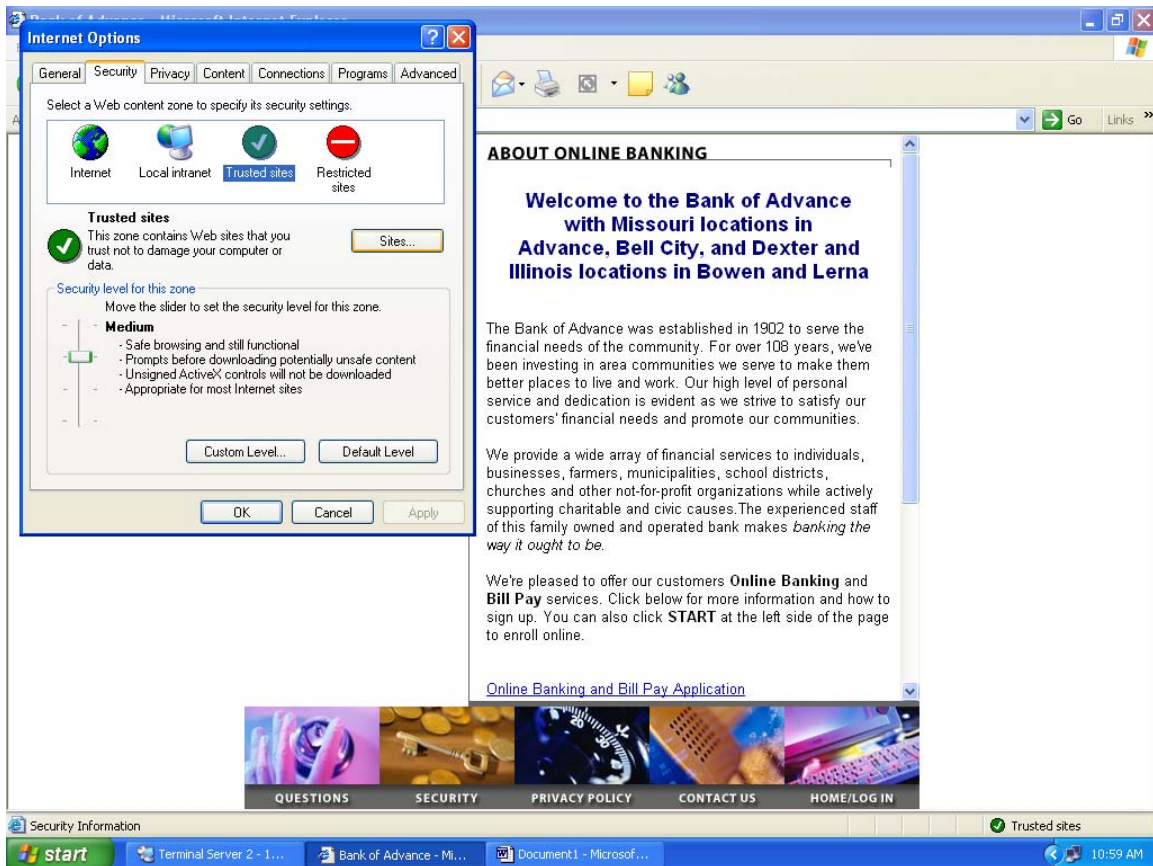 Bank of Advance - Microsoft Internet Explorer
Internet Options
General Security Privacy Content Connections Programs Advanced
Select a Web content zone to specify its security settings.
Internet
Local intranet
Trusted sites
Restricted
sites
Trusted sites
This zone contains Web sites that you
trust not to damage your computer or
data.
Sites...
Security level for this zone
Move the slider to set the security level for this zone.
Medium
- Safe browsing and still functional
- Prompts before downloading potentially unsafe content
- Unsigned ActiveX controls will not be downloaded
- Appropriate for most Internet sites
Custom Level...
Default Level
OK
Cancel
Apply
Go
Links »
ABOUT ONLINE BANKING
Welcome to the Bank of Advance
with Missouri locations in
Advance, Bell City, and Dexter and
Illinois locations in Bowen and Lerna
The Bank of Advance was established in 1902 to serve the
financial needs of the community. For over 108 years, we've
been investing in area communities we serve to make them
better places to live and work. Our high level of personal
service and dedication is evident as we strive to satisfy our
customers' financial needs and promote our communities.
We provide a wide array of financial services to individuals,
businesses, farmers, municipalities, school districts,
churches and other not-for-profit organizations while actively
supporting charitable and civic causes.The experienced staff
of this family owned and operated bank makes banking the
way it ought to be.
We're pleased to offer our customers Online Banking and
Bill Pay services. Click below for more information and how to
sign up. You can also click START at the left side of the page
to enroll online.
Online Banking and Bill Pay Application
20
30
QUESTIONS
SECURITY
PRIVACY POLICY
CONTACT US
HOME/LOG IN
Security Information
Trusted sites
start
Terminal Server 2 - 1...
Bank of Advance - Mi...
Document1 - Microsof...
10:59 AM